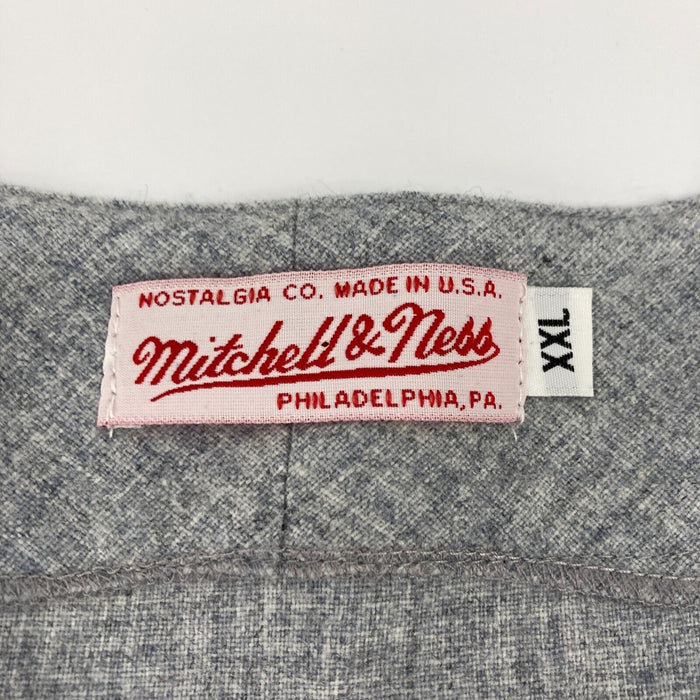 NOSTALGIA CO. MADE IN U.S.A.
Mitchell & Ness
PHILADELPHIA, PA.
XXL